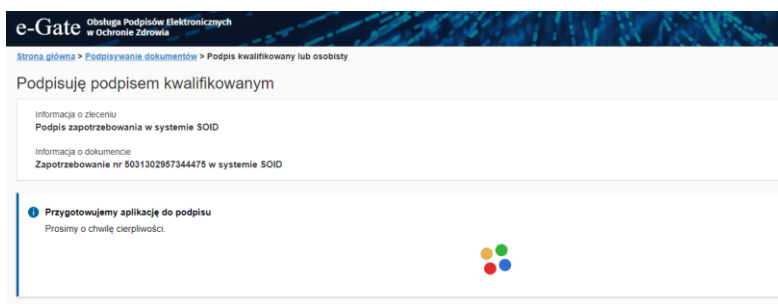 e-Gate Obsługa Podpisów Elektronicznych
w Ochronie Zdrowia
Strona główna > Podpisywanie dokumentów > Podpis kwalifikowany lub osobisty
Podpisuję podpisem kwalifikowanym
Informacja o zleceniu
Podpis zapotrzebowania w systemie SOID
Informacja o dokumencie
Zapotrzebowanie nr 5031302957344475 w systemie SOID
Przygotowujemy aplikację do podpisu
Prosimy o chwilę cierpliwości.